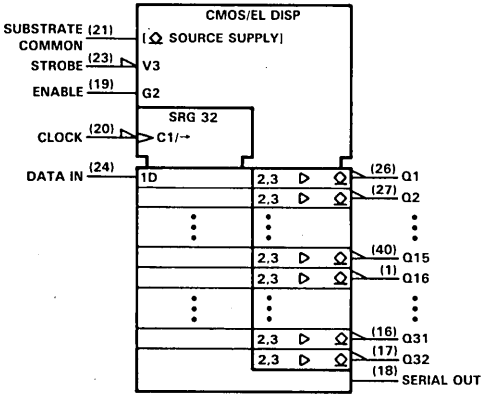 CMOS/EL DISP
SUBSTRATE COMMON (21) [◇ SOURCE SUPPLY]
STROBE (23) V3
ENABLE (19) G2
SRG 32
CLOCK (20) C1/→
DATA IN (24) 1D 2,3 ▷ ◇ (26) Q1
2,3 ▷ ◇ (27) Q2
2,3 ▷ ◇ (40) Q15
2,3 ▷ ◇ (1) Q16
2,3 ▷ ◇ (16) Q31
2,3 ▷ ◇ (17) Q32
(18) SERIAL OUT